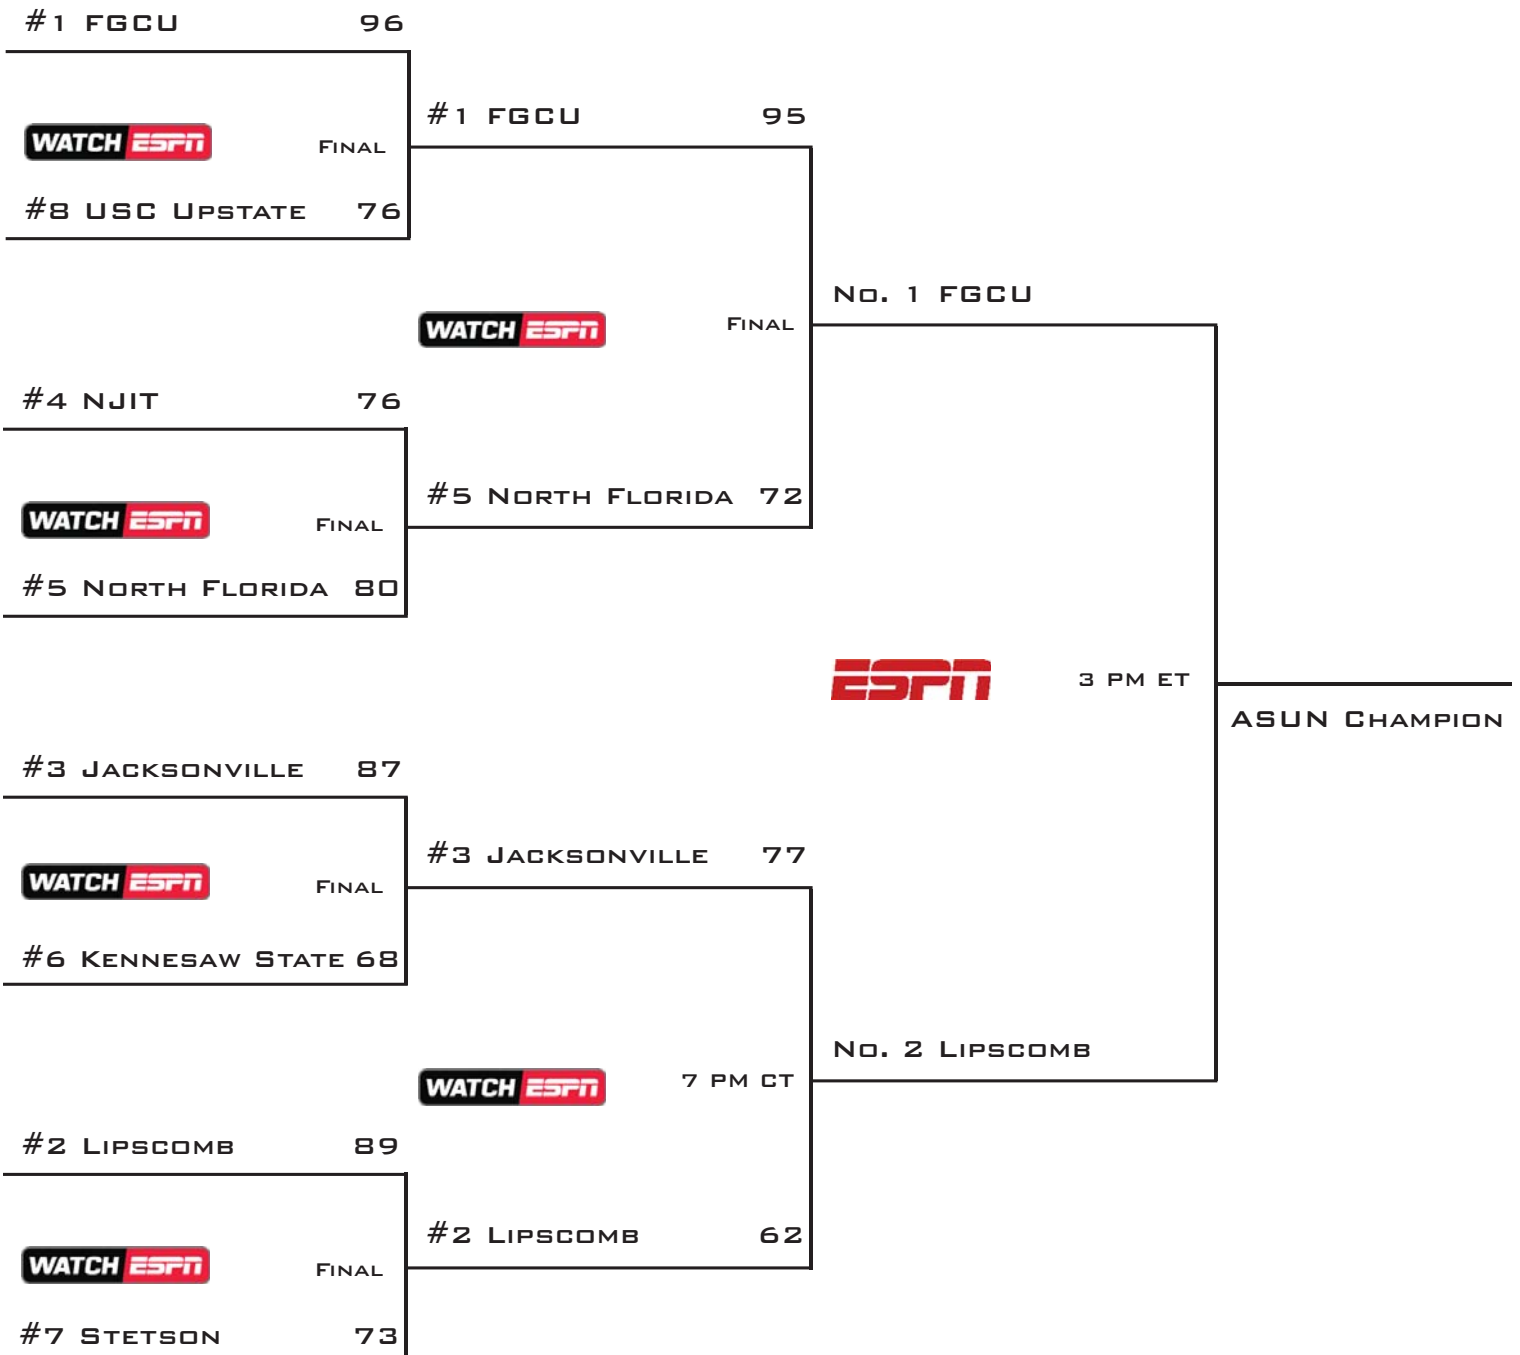 #1 FGCU 96
WATCH ESPN Final
#8 USC Upstate 76
#1 FGCU 95
WATCH ESPN Final
#4 NJIT 76
WATCH ESPN Final
#5 North Florida 80
#5 North Florida 72
No. 1 FGCU
ESPN 3 PM ET
ASUN Champion
#3 Jacksonville 87
WATCH ESPN Final
#6 Kennesaw State 68
#3 Jacksonville 77
WATCH ESPN 7 PM CT
No. 2 Lipscomb
#2 Lipscomb 89
WATCH ESPN Final
#7 Stetson 73
#2 Lipscomb 62